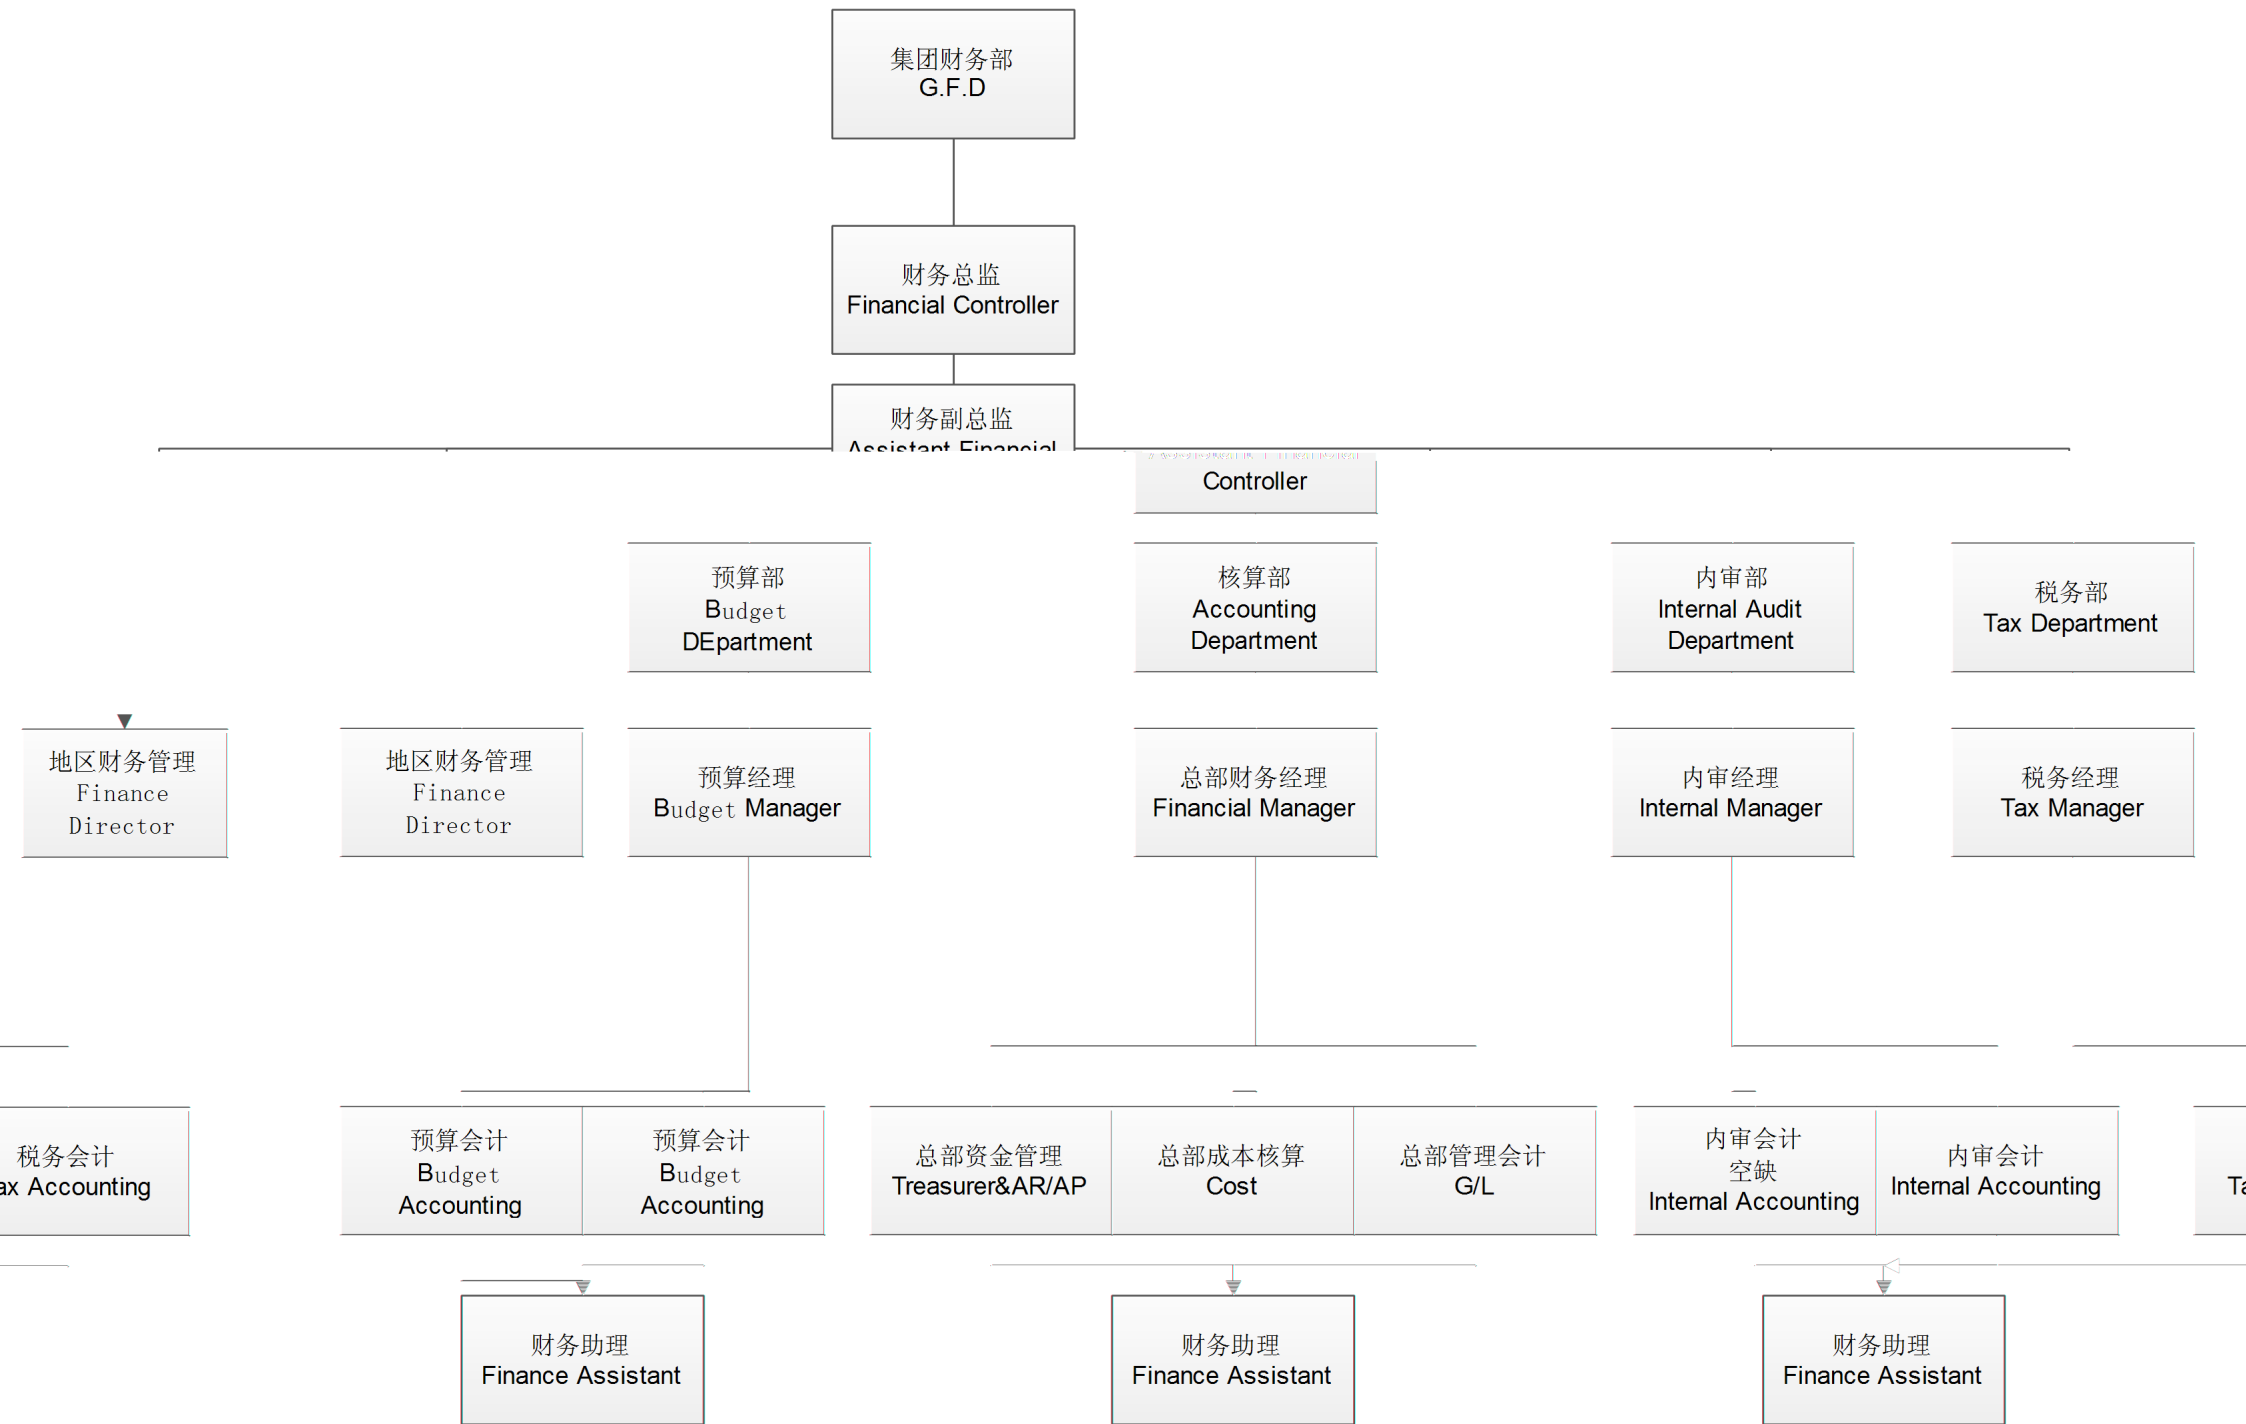 集团财务部
G.F.D
财务总监
Financial Controller
财务副总监
Assistant Financial
Controller
预算部
Budget
DEpartment
核算部
Accounting
Department
内审部
Internal Audit
Department
税务部
Tax Department
地区财务管理
Finance
Director
地区财务管理
Finance
Director
预算经理
Budget Manager
总部财务经理
Financial Manager
内审经理
Internal Manager
税务经理
Tax Manager
税务会计
ax Accounting
预算会计
Budget
Accounting
预算会计
Budget
Accounting
总部资金管理
Treasurer&AR/AP
总部成本核算
Cost
总部管理会计
G/L
内审会计
空缺
Internal Accounting
内审会计
Internal Accounting
Ta
财务助理
Finance Assistant
财务助理
Finance Assistant
财务助理
Finance Assistant